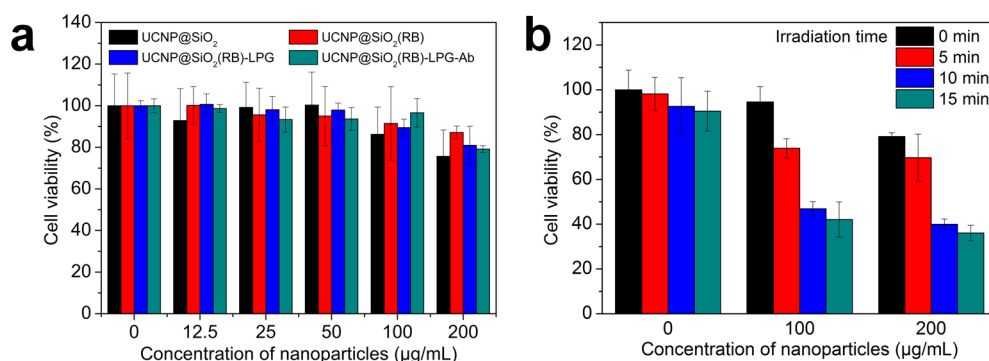 a
140
120
100
80
60
40
20
0
Cell viability (%)
UCNP@SiO₂
UCNP@SiO₂(RB)
UCNP@SiO₂(RB)-LPG
UCNP@SiO₂(RB)-LPG-Ab
0 12.5 25 50 100 200
Concentration of nanoparticles (µg/mL)
b
120
100
80
60
40
20
0
Cell viability (%)
Irradiation time
0 min
5 min
10 min
15 min
0 100 200
Concentration of nanoparticles (µg/mL)